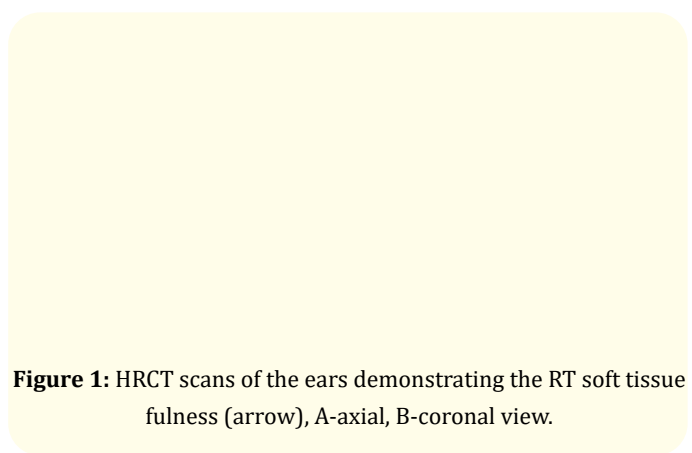 Figure 1: HRCT scans of the ears demonstrating the RT soft tissue
fulness (arrow), A-axial, B-coronal view.